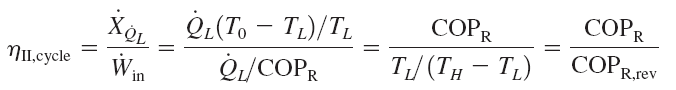 η_II,cycle = Ẋ_Q̇L / Ẇ_in = Q̇_L(T_0 − T_L)/T_L / Q̇_L/COP_R = COP_R / T_L/(T_H − T_L) = COP_R / COP_R,rev